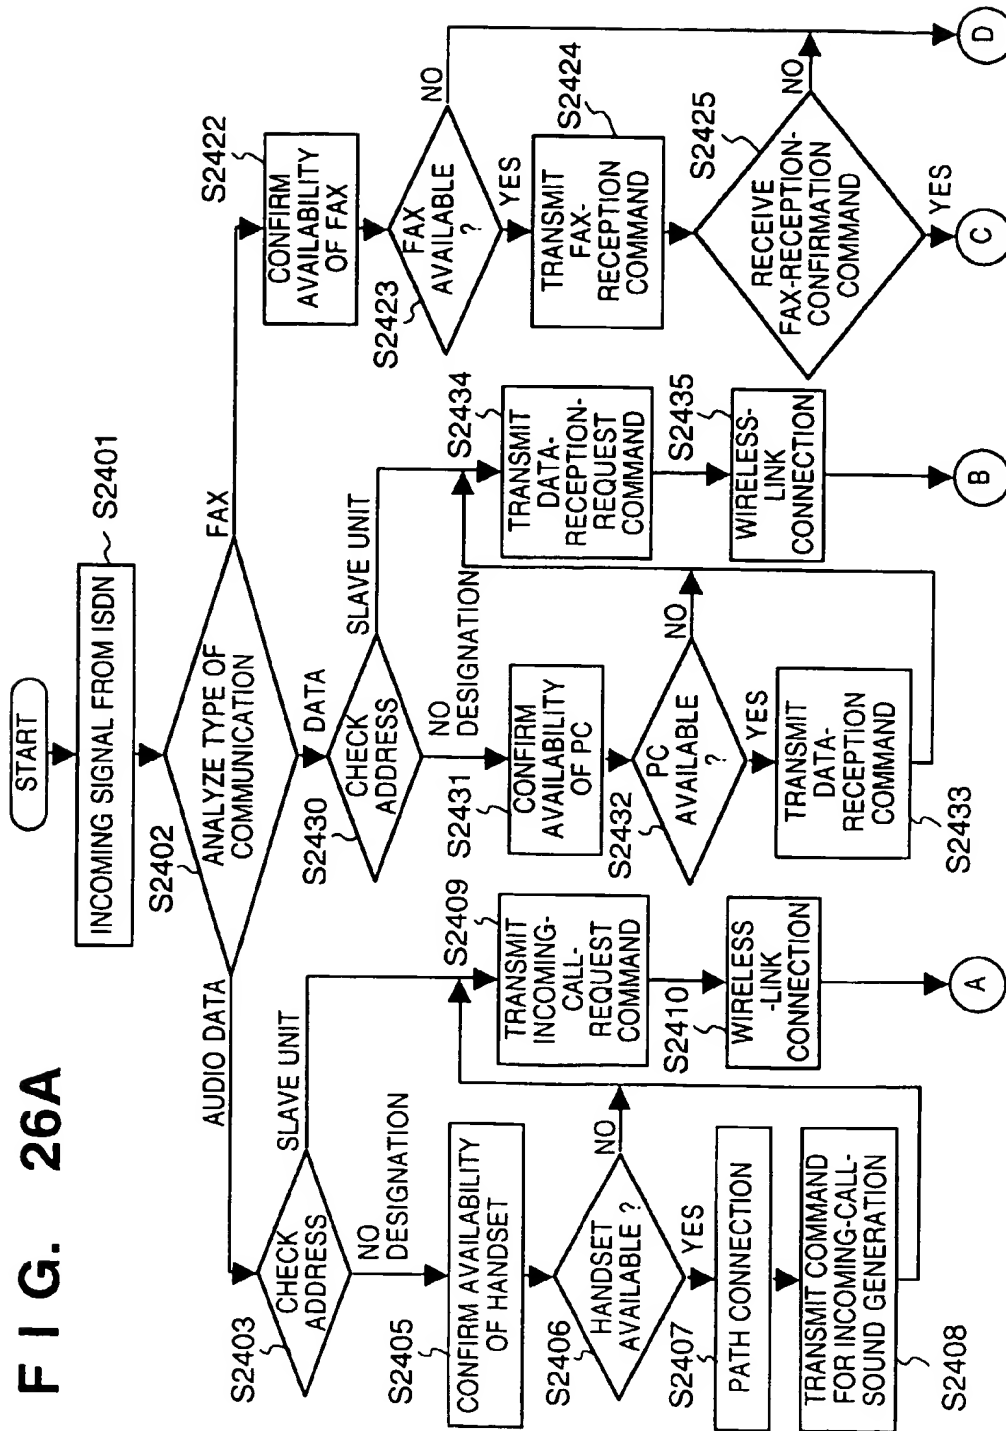 F I G. 26A
START
INCOMING SIGNAL FROM ISDN
S2401
S2402
ANALYZE TYPE OF
COMMUNICATION
AUDIO DATA
DATA
FAX
S2403
CHECK
ADDRESS
SLAVE UNIT
NO
DESIGNATION
S2405
CONFIRM AVAILABILITY
OF HANDSET
S2406
HANDSET
AVAILABLE ?
NO
YES
S2407
PATH CONNECTION
TRANSMIT COMMAND
FOR INCOMING-CALL-
SOUND GENERATION
S2408
S2409
TRANSMIT
INCOMING-
CALL-
REQUEST
COMMAND
S2410
WIRELESS
-LINK
CONNECTION
A
S2430
CHECK
ADDRESS
SLAVE UNIT
NO
DESIGNATION
S2431
CONFIRM
AVAILABILITY
OF PC
S2432
PC
AVAILABLE
?
NO
YES
TRANSMIT
DATA-
RECEPTION
COMMAND
S2433
S2434
TRANSMIT
DATA-
RECEPTION-
REQUEST
COMMAND
S2435
WIRELESS-
LINK
CONNECTION
B
S2422
CONFIRM
AVAILABILITY
OF FAX
S2423
FAX
AVAILABLE
?
NO
YES
S2424
TRANSMIT
FAX-
RECEPTION
COMMAND
S2425
RECEIVE
FAX-RECEPTION-
CONFIRMATION
COMMAND
NO
YES
C
D